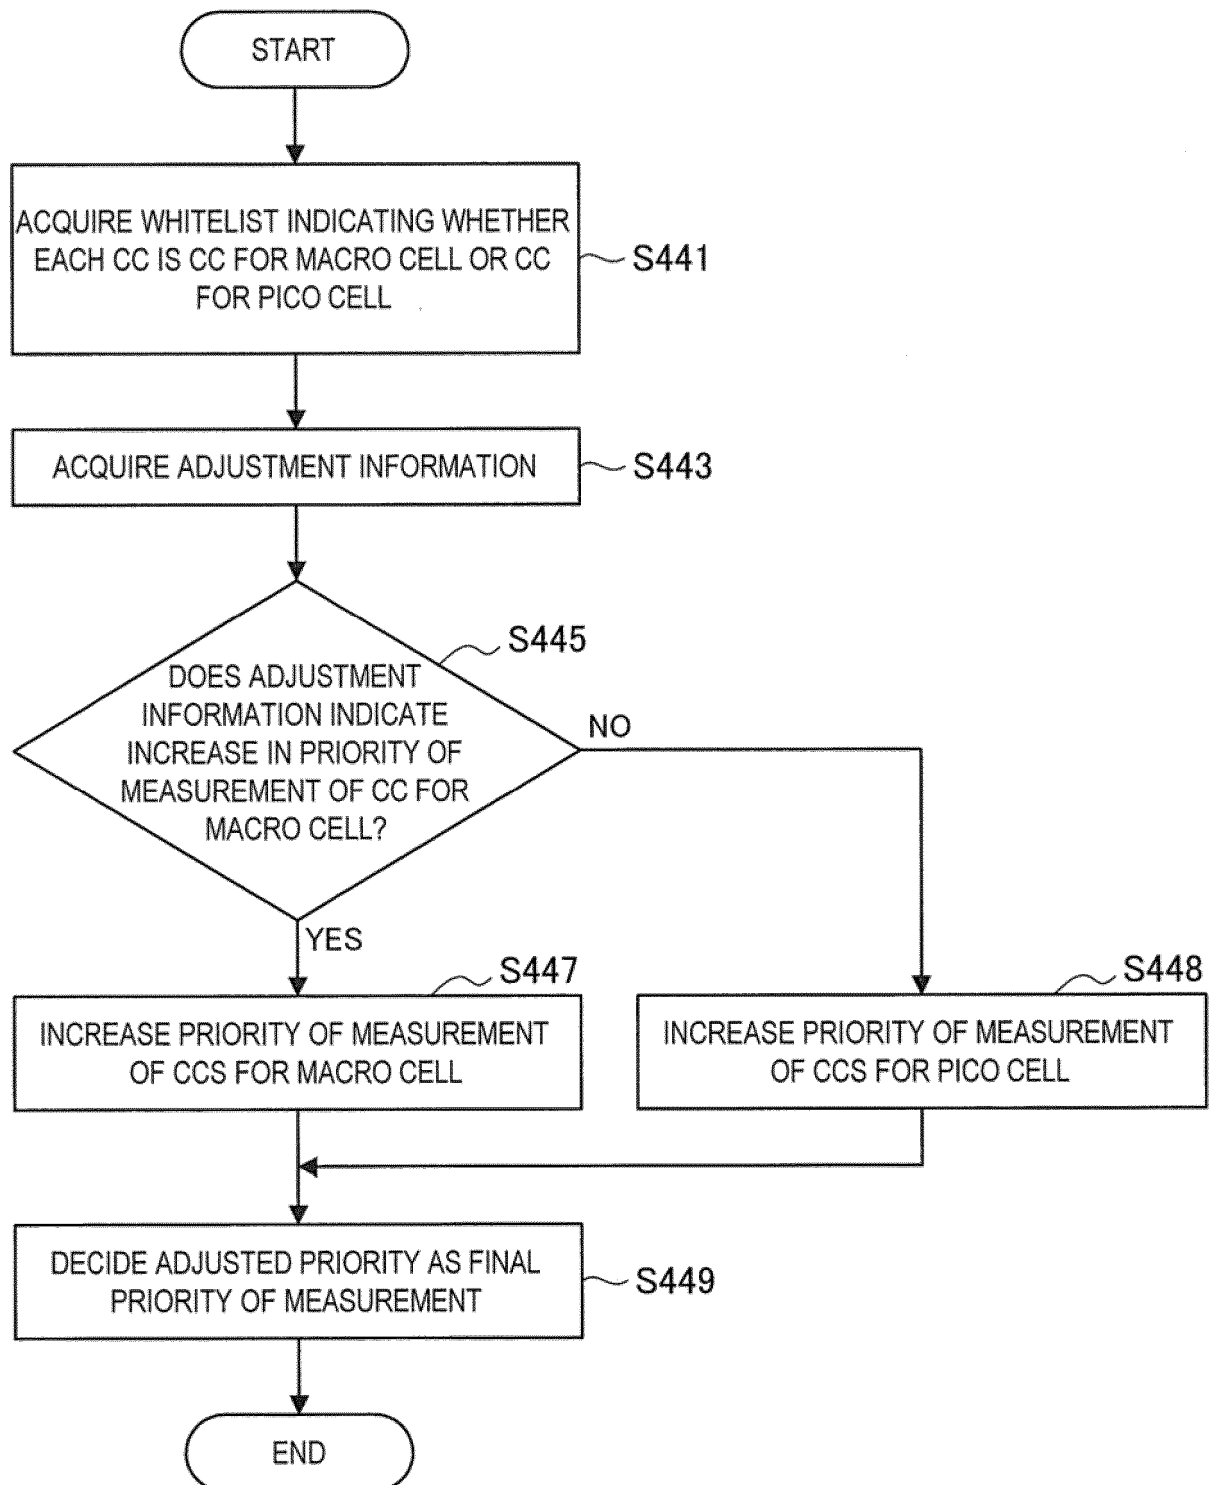 START
ACQUIRE WHITELIST INDICATING WHETHER
EACH CC IS CC FOR MACRO CELL OR CC
FOR PICO CELL
S441
ACQUIRE ADJUSTMENT INFORMATION
S443
S445
DOES ADJUSTMENT
INFORMATION INDICATE
INCREASE IN PRIORITY OF
MEASUREMENT OF CC FOR
MACRO CELL?
NO
YES
S447
INCREASE PRIORITY OF MEASUREMENT
OF CCS FOR MACRO CELL
S448
INCREASE PRIORITY OF MEASUREMENT
OF CCS FOR PICO CELL
DECIDE ADJUSTED PRIORITY AS FINAL
PRIORITY OF MEASUREMENT
S449
END